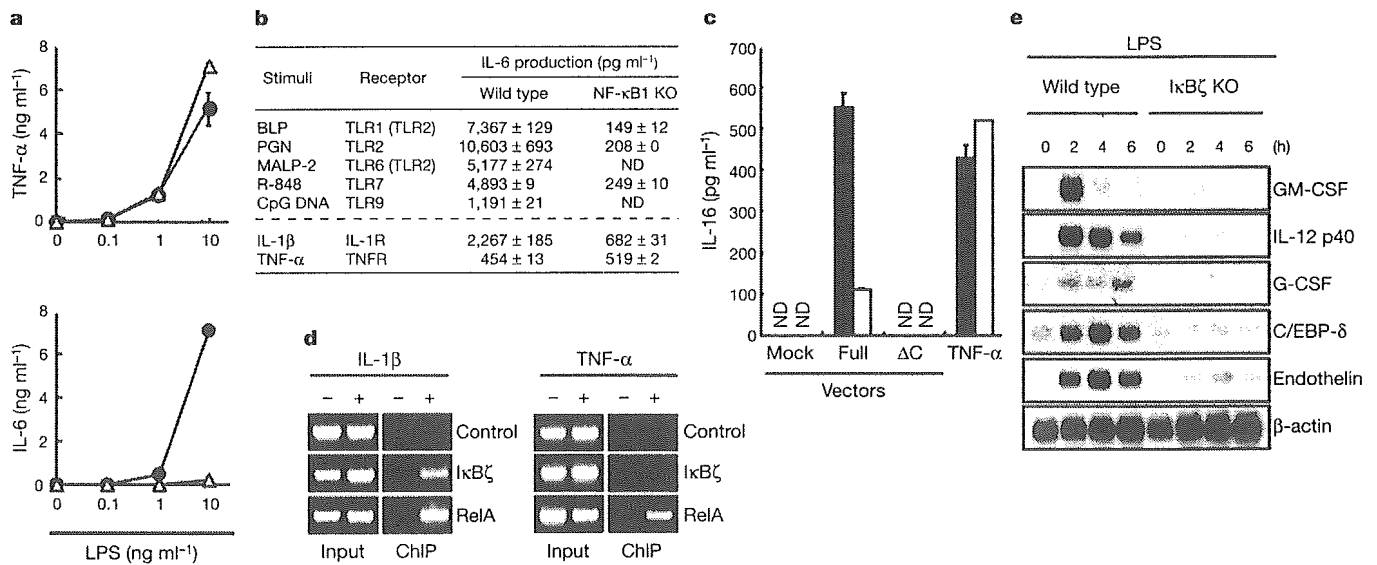 a
TNF-α (ng ml⁻¹)
8
6
4
2
0
0 0.1 1 10
IL-6 (ng ml⁻¹)
8
6
4
2
0
0 0.1 1 10
LPS (ng ml⁻¹)
b
Stimuli Receptor IL-6 production (pg ml⁻¹)
Wild type NF-κB1 KO
BLP TLR1 (TLR2) 7,367 ± 129 149 ± 12
PGN TLR2 10,603 ± 693 208 ± 0
MALP-2 TLR6 (TLR2) 5,177 ± 274 ND
R-848 TLR7 4,893 ± 9 249 ± 10
CpG DNA TLR9 1,191 ± 21 ND
IL-1β IL-1R 2,267 ± 185 682 ± 31
TNF-α TNFR 454 ± 13 519 ± 2
c
IL-16 (pg ml⁻¹)
700
600
500
400
300
200
100
0
ND ND ND ND
Mock Full ΔC TNF-α
Vectors
d
IL-1β TNF-α
− + − + − + − +
Control Control
IκBζ IκBζ
RelA RelA
Input ChIP Input ChIP
e
LPS
Wild type IκBζ KO
0 2 4 6 0 2 4 6 (h)
GM-CSF
IL-12 p40
G-CSF
C/EBP-δ
Endothelin
β-actin